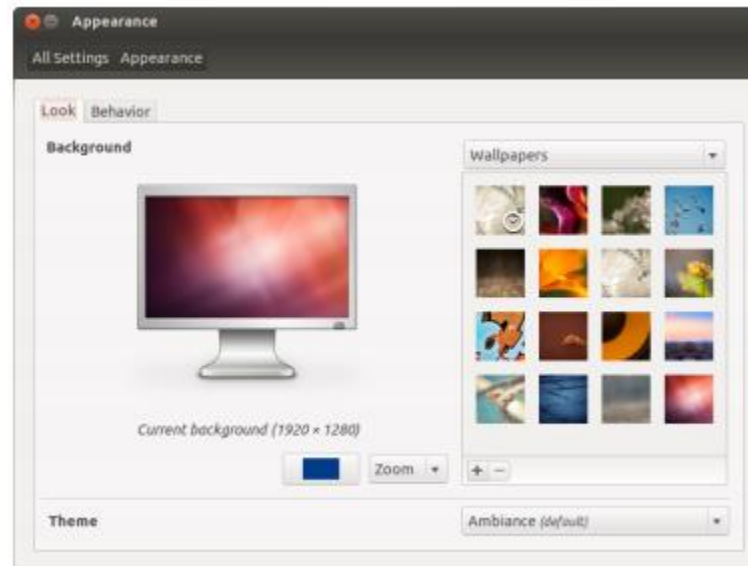 Appearance
All Settings Appearance
Look Behavior
Background
Wallpapers
Current background (1920 × 1280)
Zoom
+ −
Theme
Ambiance (default)